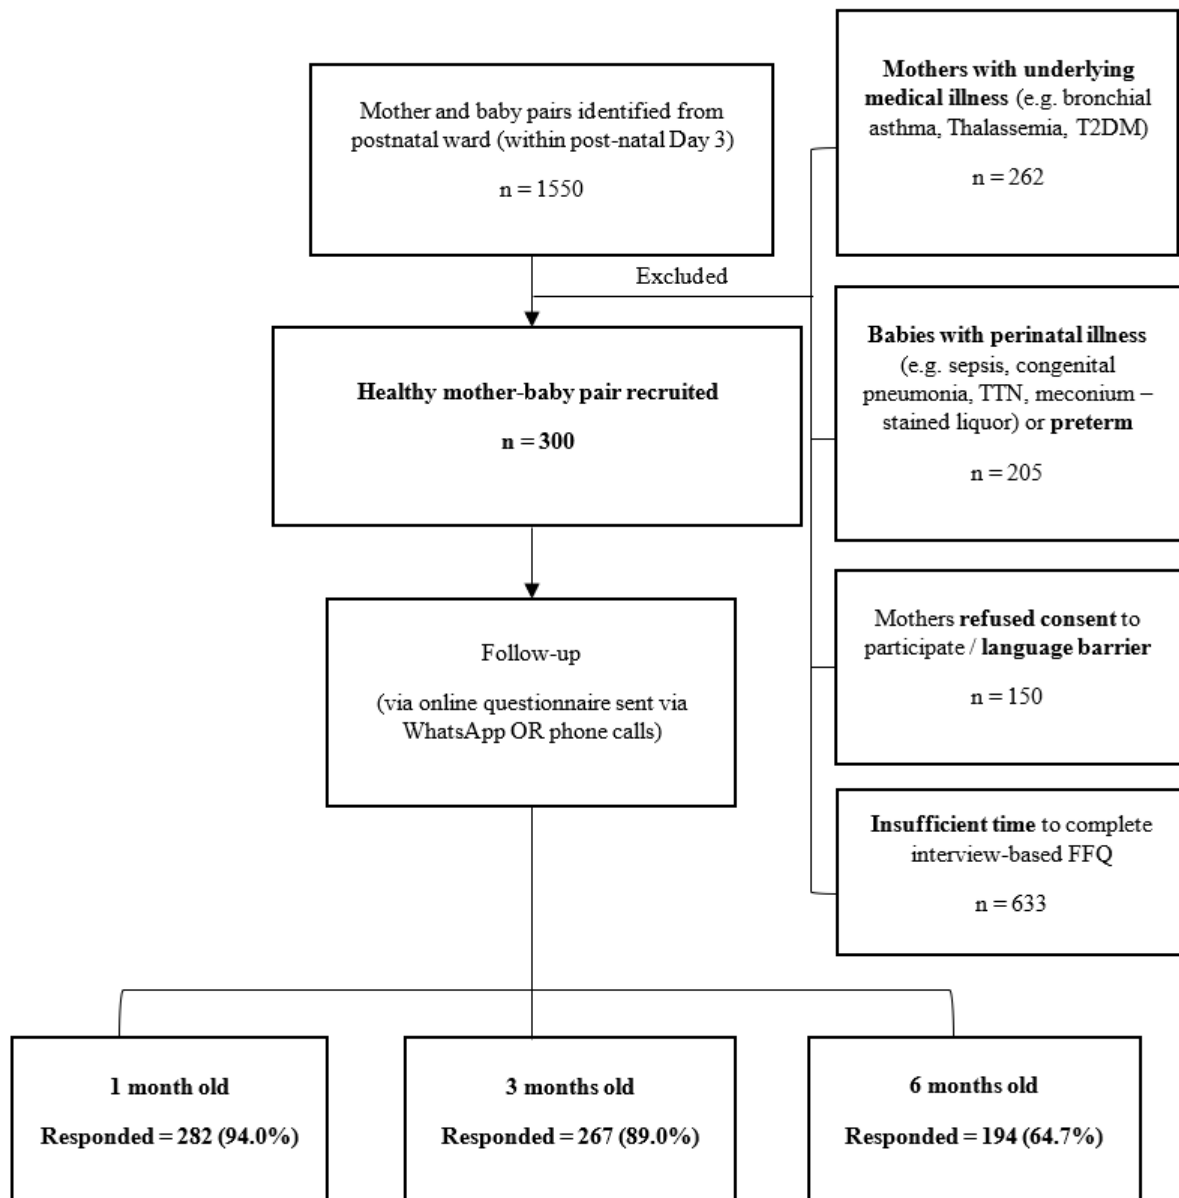 Mother and baby pairs identified from
postnatal ward (within post-natal Day 3)
n = 1550
Excluded
Mothers with underlying
medical illness (e.g. bronchial
asthma, Thalassemia, T2DM)
n = 262
Babies with perinatal illness
(e.g. sepsis, congenital
pneumonia, TTN, meconium –
stained liquor) or preterm
n = 205
Mothers refused consent to
participate / language barrier
n = 150
Insufficient time to complete
interview-based FFQ
n = 633
Healthy mother-baby pair recruited
n = 300
Follow-up
(via online questionnaire sent via
WhatsApp OR phone calls)
1 month old
Responded = 282 (94.0%)
3 months old
Responded = 267 (89.0%)
6 months old
Responded = 194 (64.7%)